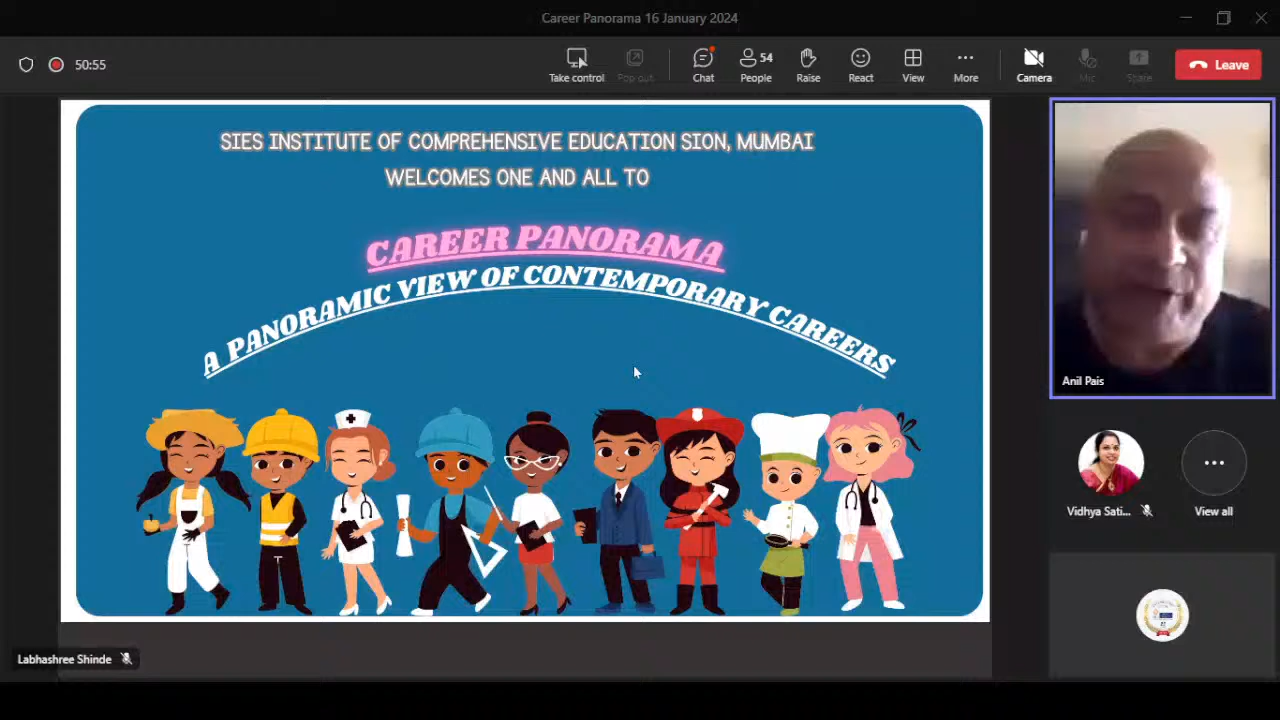 Career Panorama 16 January 2024
50:55
Take control
Pop out
Chat
54
People
Raise
React
View
More
Camera
Mic
Share
Leave
SIES INSTITUTE OF COMPREHENSIVE EDUCATION SION, MUMBAI
WELCOMES ONE AND ALL TO
CAREER PANORAMA
A PANORAMIC VIEW OF CONTEMPORARY CAREERS
Anil Pais
Vidhya Sati...
View all
Labhashree Shinde